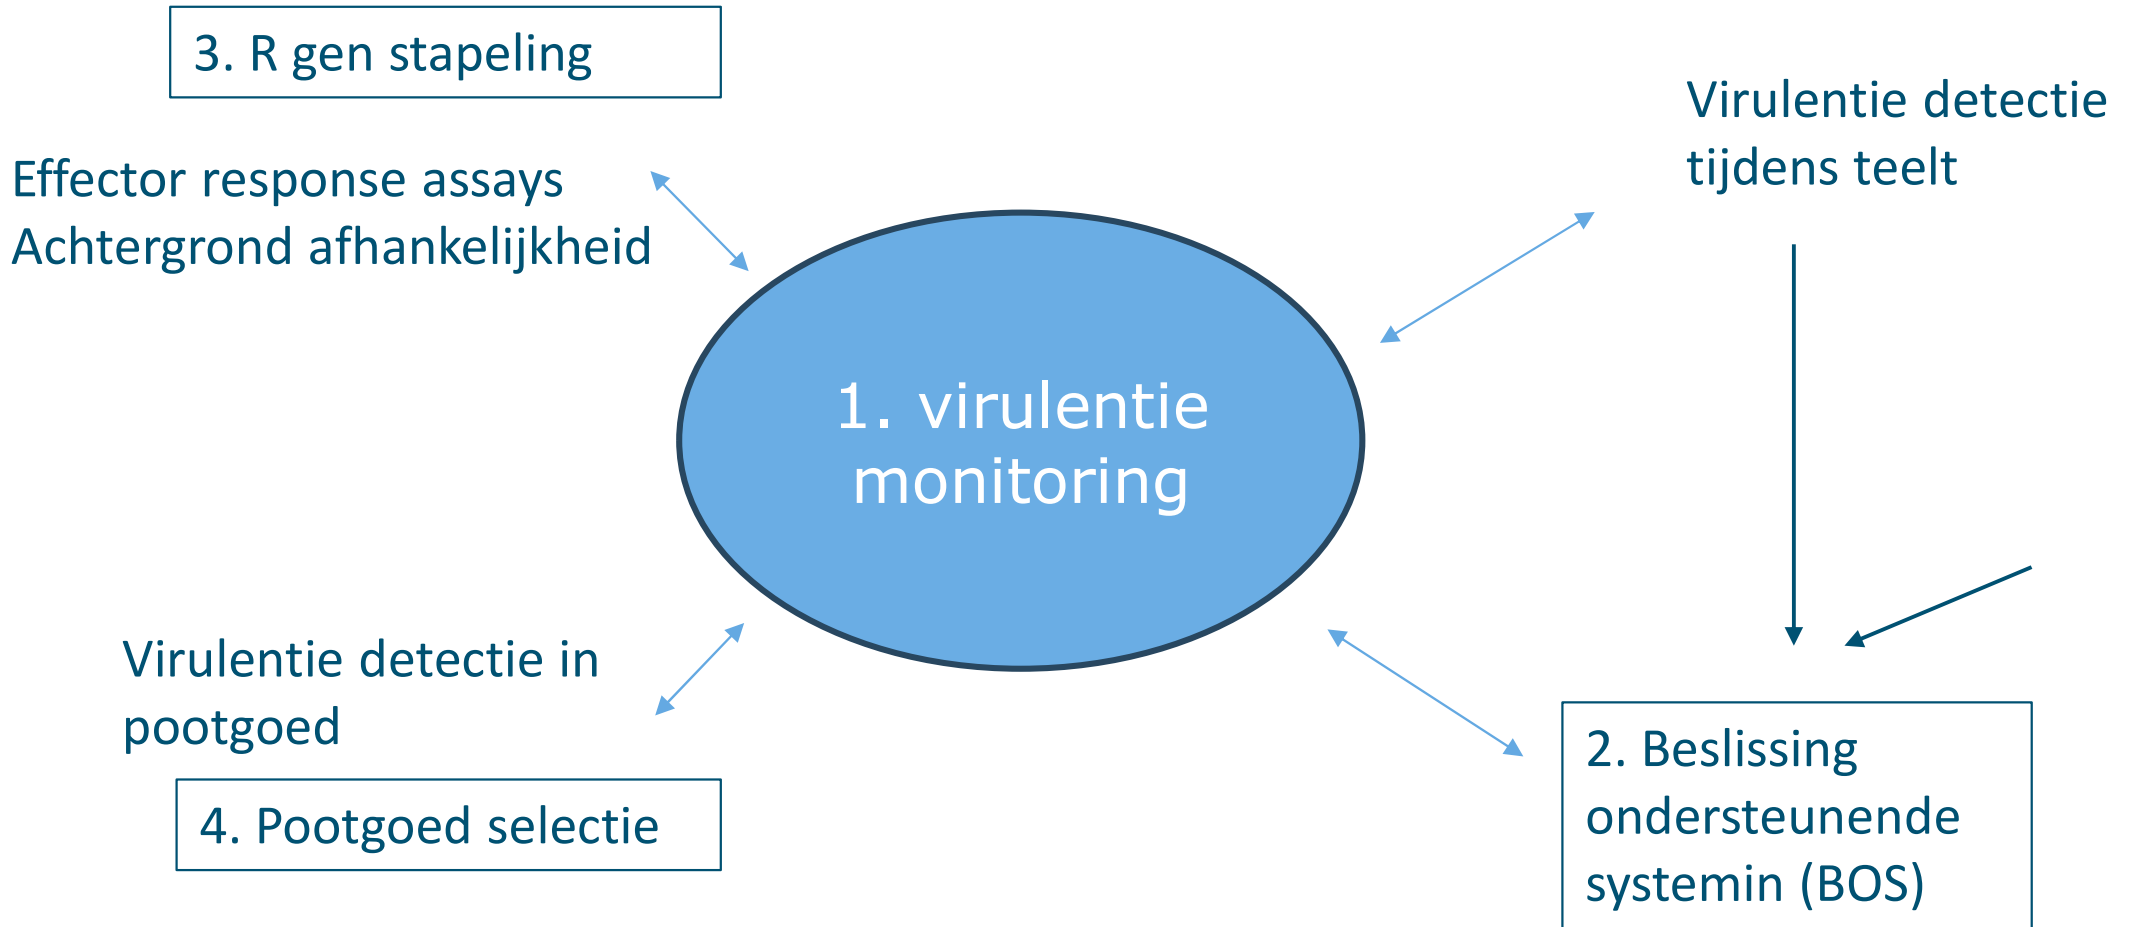 3. R gen stapeling
Effector response assays
Achtergrond afhankelijkheid
Virulentie detectie
tijdens teelt
1. virulentie
monitoring
Virulentie detectie in
pootgoed
4. Pootgoed selectie
2. Beslissing
ondersteunende
systemin (BOS)